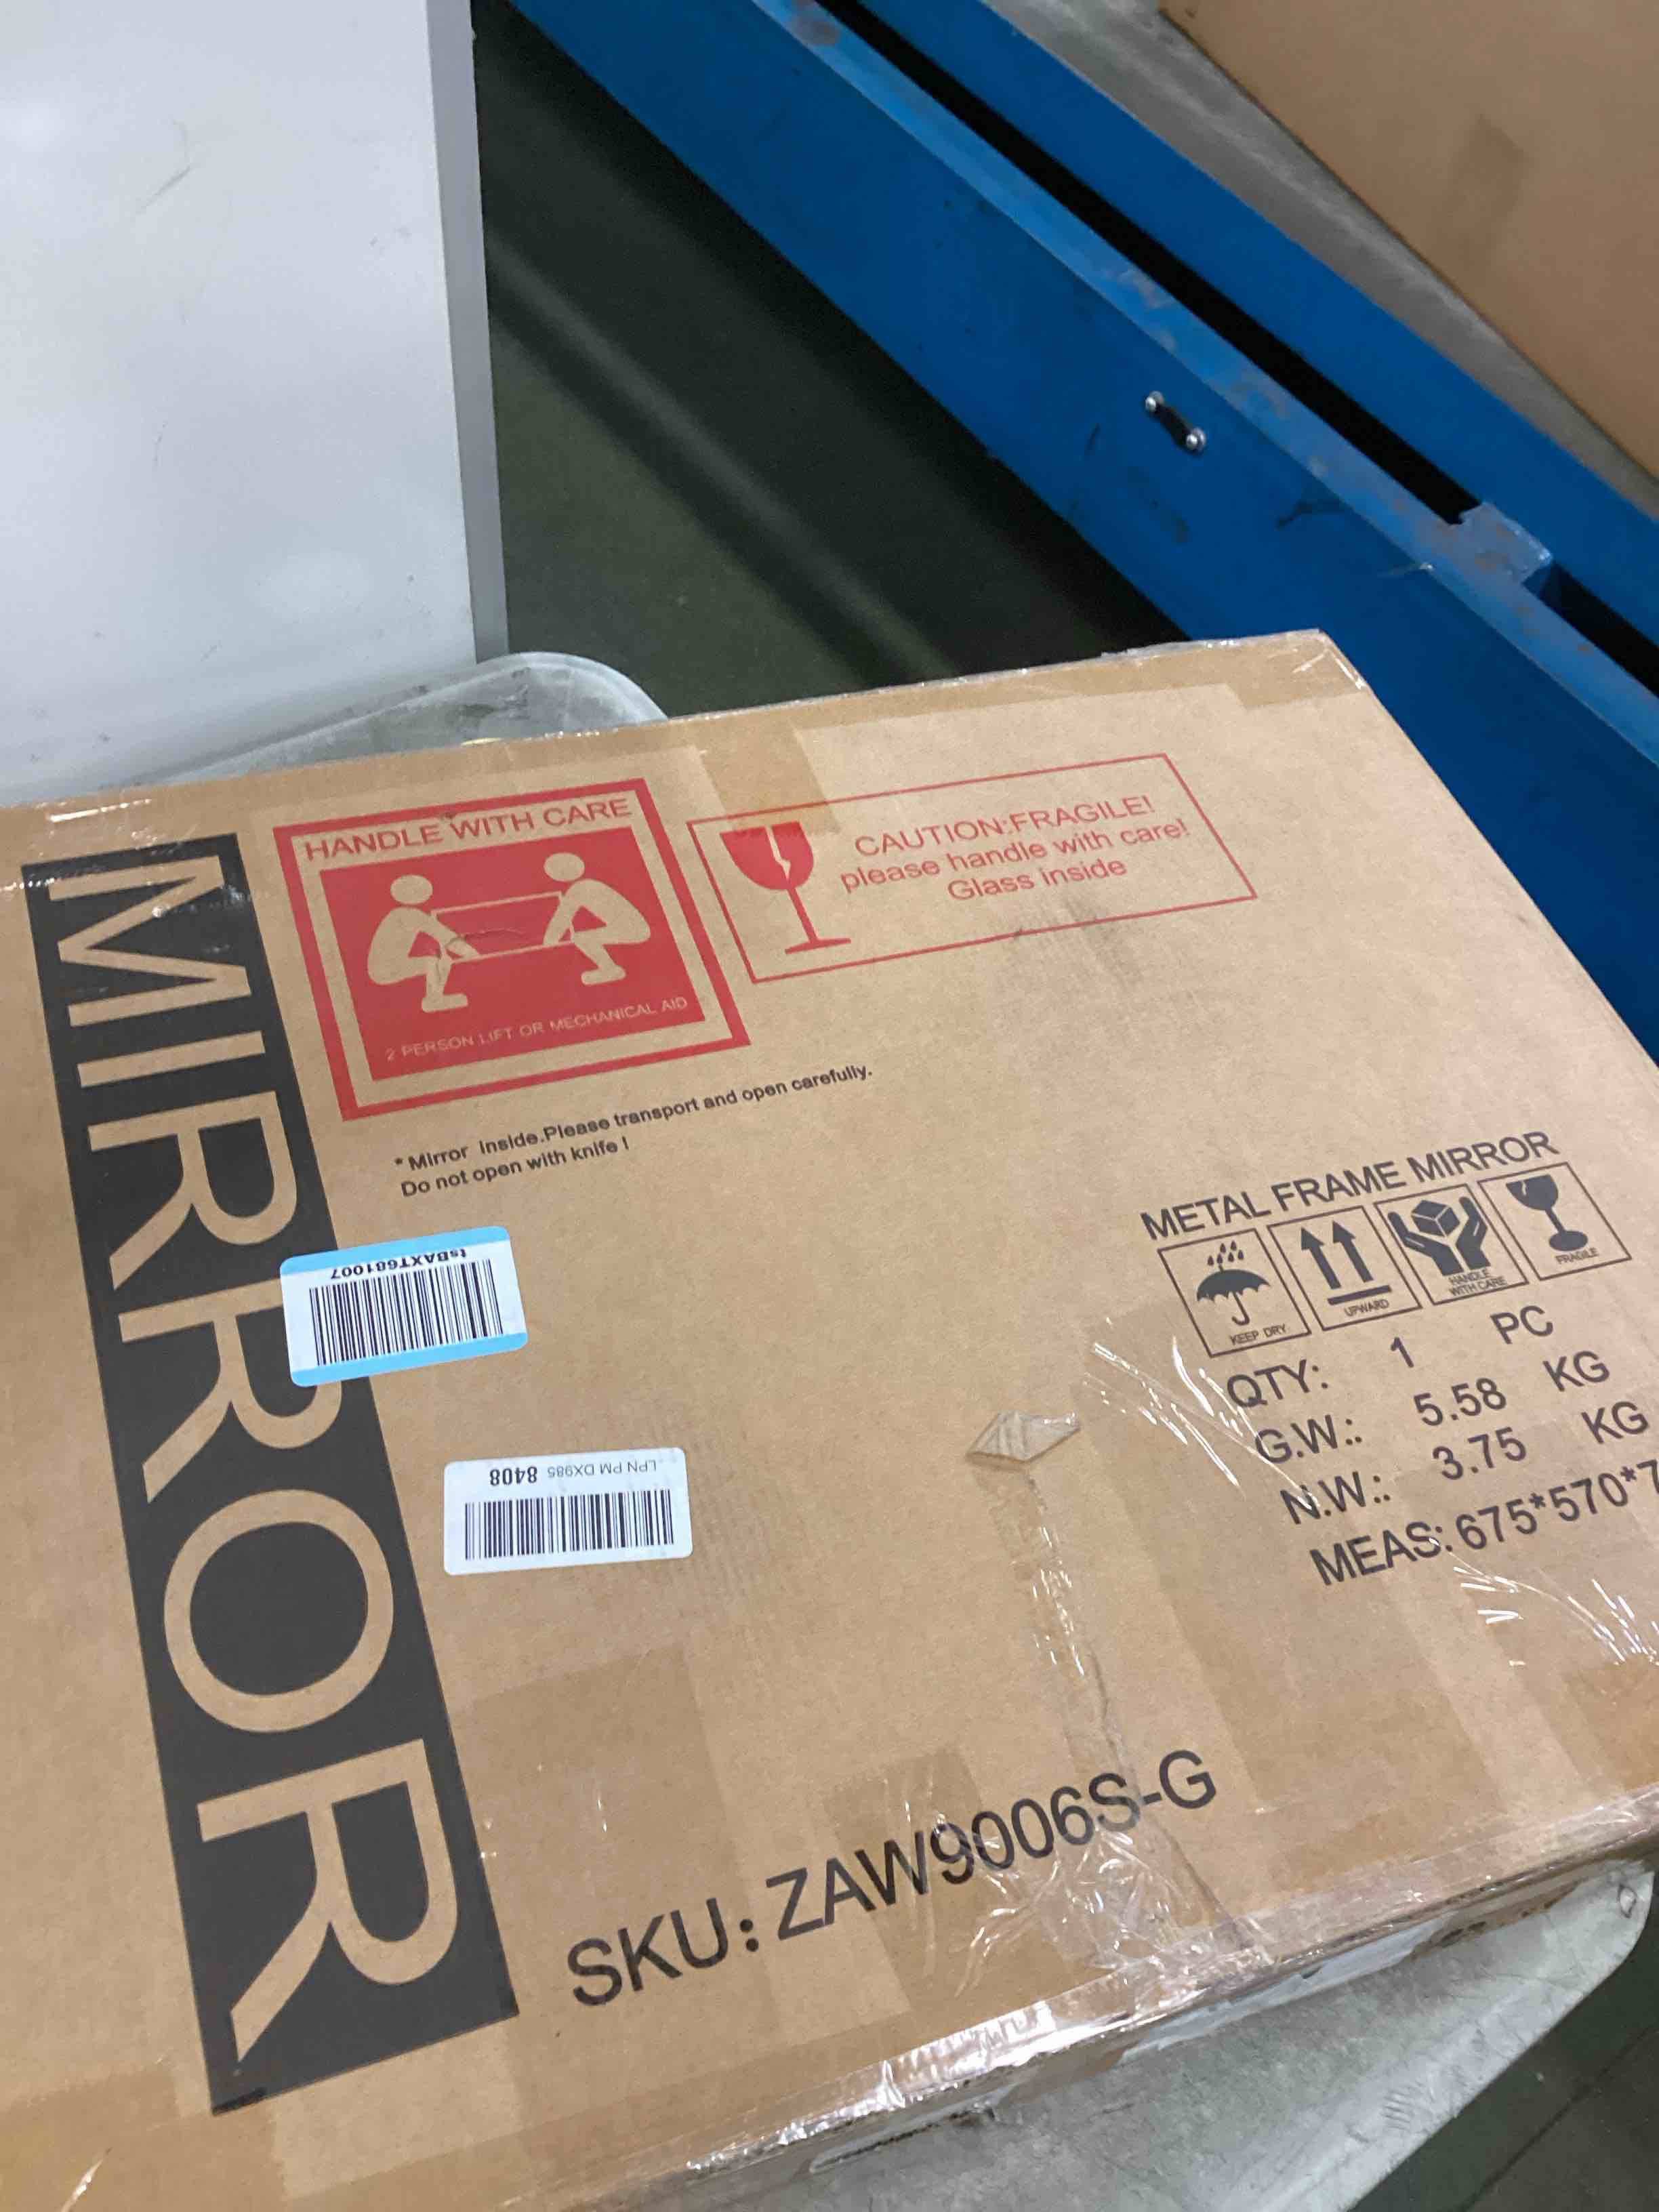 MIRROR
HANDLE WITH CARE
2 PERSON LIFT OR MECHANICAL AID
CAUTION:FRAGILE!
please handle with care!
Glass inside
* Mirror inside.Please transport and open carefully.
Do not open with knife !
tsBAXT681007
LPN PM DX985 8408
METAL FRAME MIRROR
KEEP DRY
UPWARD
HANDLE
WITH CARE
FRAGILE
QTY: 1 PC
G.W.: 5.58 KG
N.W.: 3.75 KG
MEAS: 675*570*7
SKU: ZAW9006S-G